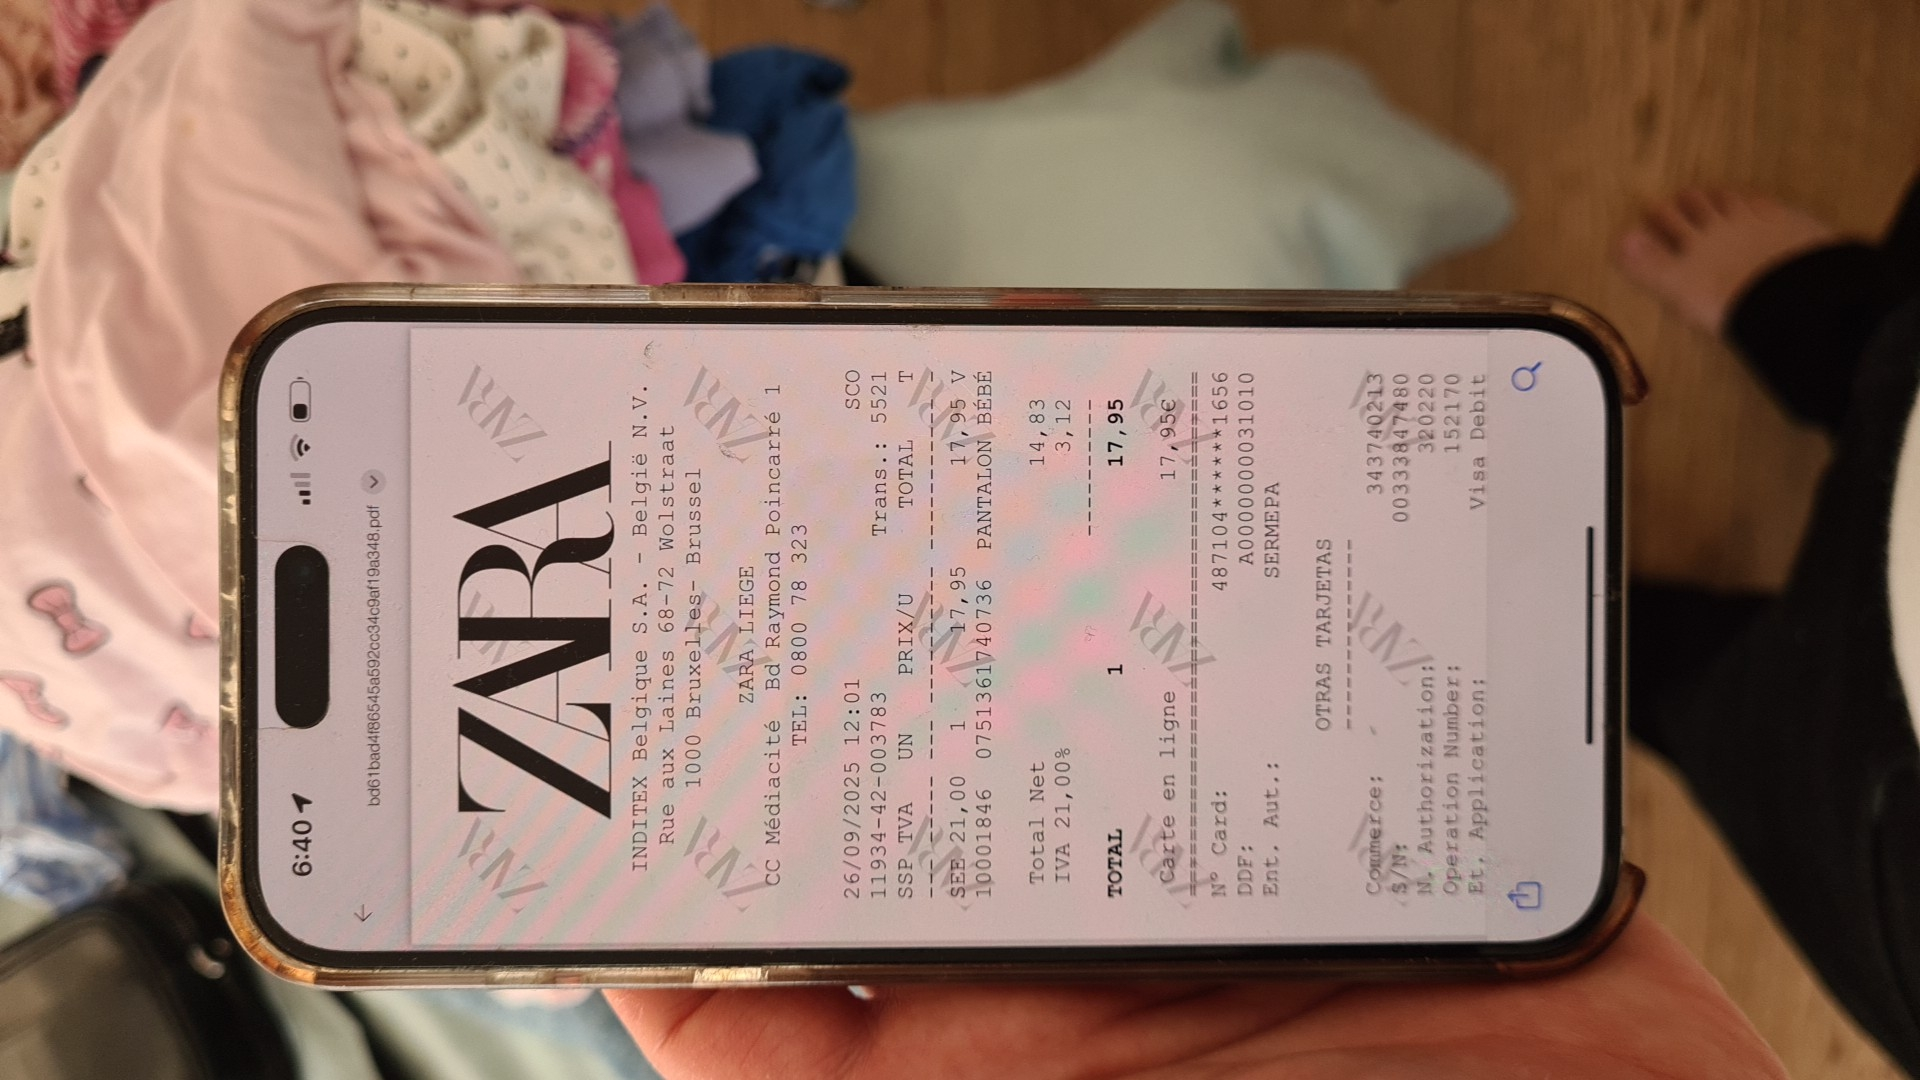 6:40
bd61bad4f86545a592cc34c9af19a348.pdf
ZARA
INDITEX Belgique S.A. - België N.V.
Rue aux Laines 68-72 Wolstraat
1000 Bruxelles- Brussel
ZARA LIEGE
CC Médiacité Bd Raymond Poincarré 1
TEL: 0800 78 323
26/09/2025 12:01 SCO
11934-42-003783 Trans.: 5521
SSP TVA UN PRIX/U TOTAL T
SEE 21,00 1 17,95 17,95 V
10001846 07513617407736 PANTALON BÉBÉ
Total Net 14,83
IVA 21,00% 3,12
TOTAL 1 17,95
Carte en ligne 17,95€
Nº Card: 487104******1656
DDF: A0000000031010
Ent. Aut.: SERMEPA
OTRAS TARJETAS
Commerce: 343740213
S/N: 00333847480
N. Authorization: 320220
Operation Number: 152170
Et. Application: Visa Debit